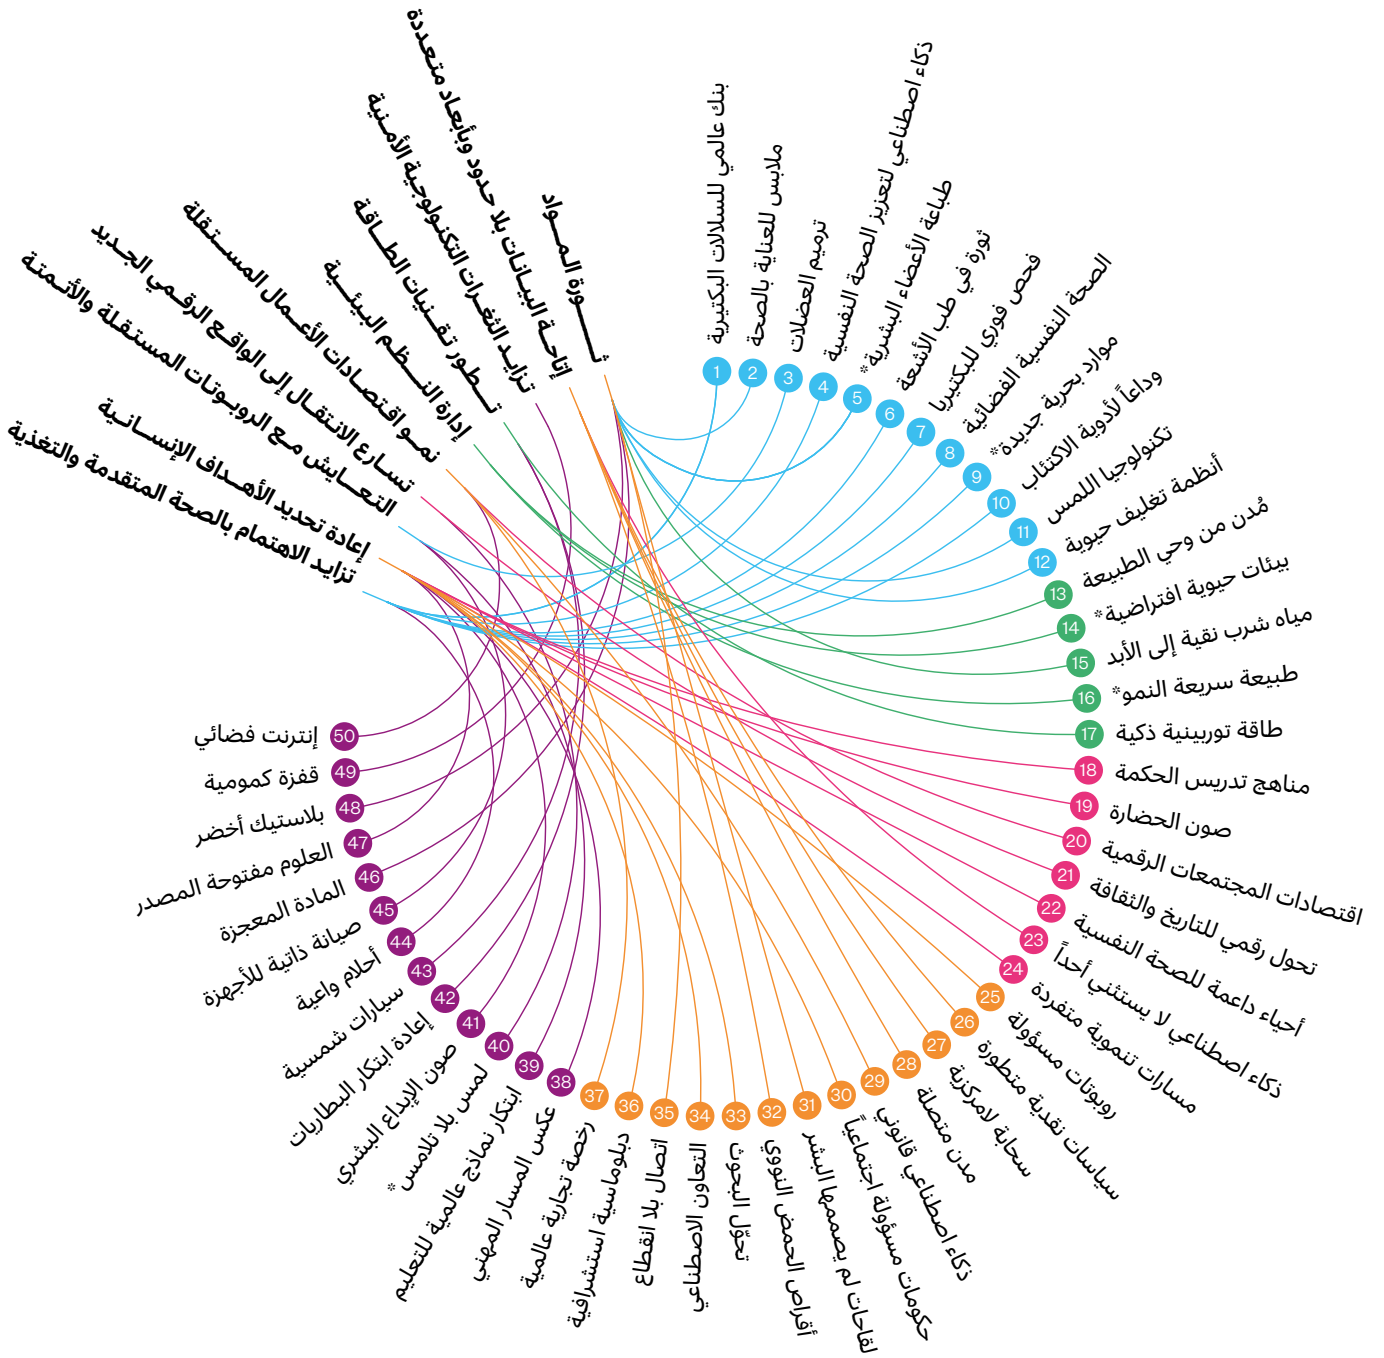 ثورة المواد
إتاحة البيانات بلا حدود وبأبعاد متعددة
تزايد الثغرات التكنولوجية الأمنية
تطور تقنيات الطاقة
إدارة النظم البيئية
نمو اقتصادات الأعمال المستقلة
تسارع الانتقال إلى الواقع الرقمي الجديد
التعايش مع الروبوتات المستقلة والأتمتة
إعادة تحديد الأهداف الإنسانية
تزايد الاهتمام بالصحة المتقدمة والتغذية
1 بنك عالمي للسلالات البكتيرية
2 ملابس للعناية بالصحة
3 ترميم العضلات
4 ذكاء اصطناعي لتعزيز الصحة النفسية
5 طباعة الأعضاء البشرية*
6 ثورة في طب الأشعة
7 فحص فوري للبكتيريا
8 الصحة النفسية الفضائية
9 موارد بحرية جديدة*
10 وداعاً لأدوية الاكتئاب
11 تكنولوجيا اللمس
12 أنظمة تغليف حيوية
13 مُدن من وحي الطبيعة
14 بيئات حيوية افتراضية*
15 مياه شرب نقية إلى الأبد
16 طبيعة سريعة النمو*
17 طاقة توربينية ذكية
18 مناهج تدريس الحكمة
19 صون الحضارة
20 اقتصادات المجتمعات الرقمية
21 تحول رقمي للتاريخ والثقافة
22 أحياء داعمة للصحة النفسية
23 ذكاء اصطناعي لا يستثني أحداً
24 مسارات تنموية متفردة
25 روبوتات مسؤولة
26 سياسات نقدية متطورة
27 سحابة لامركزية
28 مدن متصلة
29 ذكاء اصطناعي قانوني
30 حكومات مسؤولة اجتماعياً
31 لقاحات لم يصممها البشر
32 أقراص الحمض النووي
33 تحوّل البحوث
34 التعاون الاصطناعي
35 اتصال بلا انقطاع
36 دبلوماسية استشرافية
37 رخصة تجارية عالمية
38 عكس المسار المهني
39 ابتكار نماذج عالمية للتعليم
40 لمس بلا تلامس*
41 صون الإبداع البشري
42 إعادة ابتكار البطاريات
43 سيارات شمسية
44 أحلام واعية
45 صيانة ذاتية للأجهزة
46 المادة المعجزة
47 العلوم مفتوحة المصدر
48 بلاستيك أخضر
49 قفزة كمومية
50 إنترنت فضائي